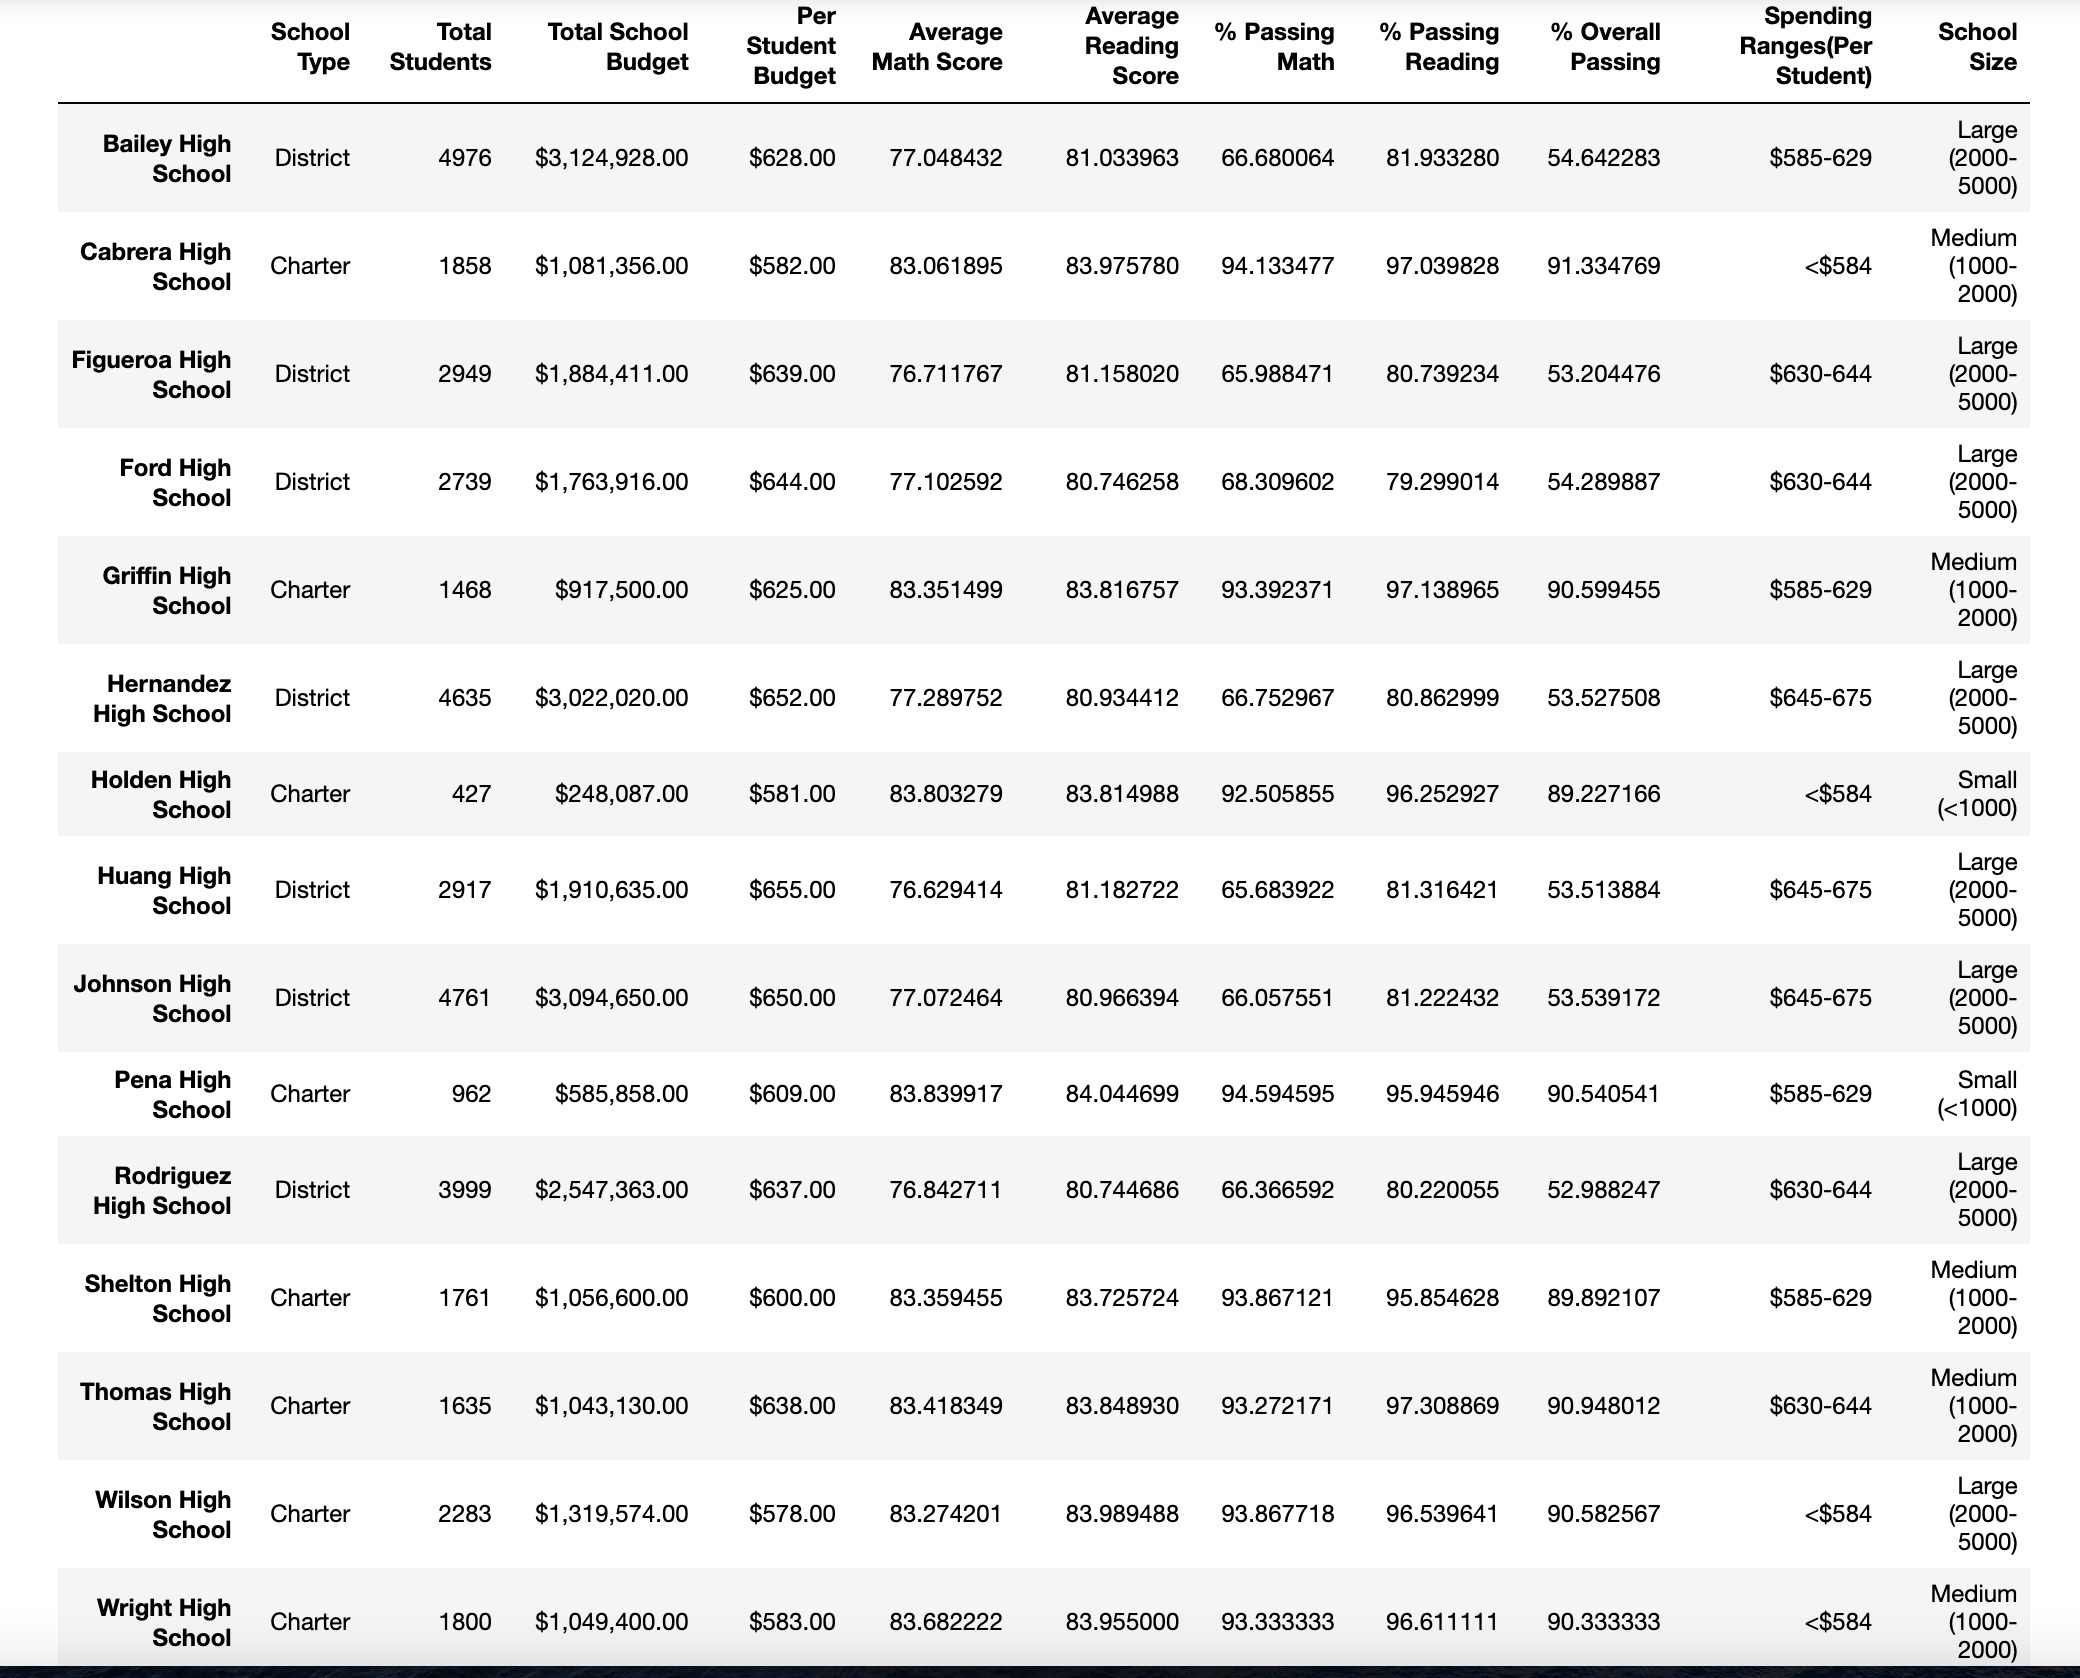 School Type Total Students Total School Budget Per Student Budget Average Math Score Average Reading Score % Passing Math % Passing Reading % Overall Passing Spending Ranges(Per Student) School Size
Bailey High School District 4976 $3,124,928.00 $628.00 77.048432 81.033963 66.680064 81.933280 54.642283 $585-629 Large (2000-5000)
Cabrera High School Charter 1858 $1,081,356.00 $582.00 83.061895 83.975780 94.133477 97.039828 91.334769 <$584 Medium (1000-2000)
Figueroa High School District 2949 $1,884,411.00 $639.00 76.711767 81.158020 65.988471 80.739234 53.204476 $630-644 Large (2000-5000)
Ford High School District 2739 $1,763,916.00 $644.00 77.102592 80.746258 68.309602 79.299014 54.289887 $630-644 Large (2000-5000)
Griffin High School Charter 1468 $917,500.00 $625.00 83.351499 83.816757 93.392371 97.138965 90.599455 $585-629 Medium (1000-2000)
Hernandez High School District 4635 $3,022,020.00 $652.00 77.289752 80.934412 66.752967 80.862999 53.527508 $645-675 Large (2000-5000)
Holden High School Charter 427 $248,087.00 $581.00 83.803279 83.814988 92.505855 96.252927 89.227166 <$584 Small (<1000)
Huang High School District 2917 $1,910,635.00 $655.00 76.629414 81.182722 65.683922 81.316421 53.513884 $645-675 Large (2000-5000)
Johnson High School District 4761 $3,094,650.00 $650.00 77.072464 80.966394 66.057551 81.222432 53.539172 $645-675 Large (2000-5000)
Pena High School Charter 962 $585,858.00 $609.00 83.839917 84.044699 94.594595 95.945946 90.540541 $585-629 Small (<1000)
Rodriguez High School District 3999 $2,547,363.00 $637.00 76.842711 80.744686 66.366592 80.220055 52.988247 $630-644 Large (2000-5000)
Shelton High School Charter 1761 $1,056,600.00 $600.00 83.359455 83.725724 93.867121 95.854628 89.892107 $585-629 Medium (1000-2000)
Thomas High School Charter 1635 $1,043,130.00 $638.00 83.418349 83.848930 93.272171 97.308869 90.948012 $630-644 Medium (1000-2000)
Wilson High School Charter 2283 $1,319,574.00 $578.00 83.274201 83.989488 93.867718 96.539641 90.582567 <$584 Large (2000-5000)
Wright High School Charter 1800 $1,049,400.00 $583.00 83.682222 83.955000 93.333333 96.611111 90.333333 <$584 Medium (1000-2000)